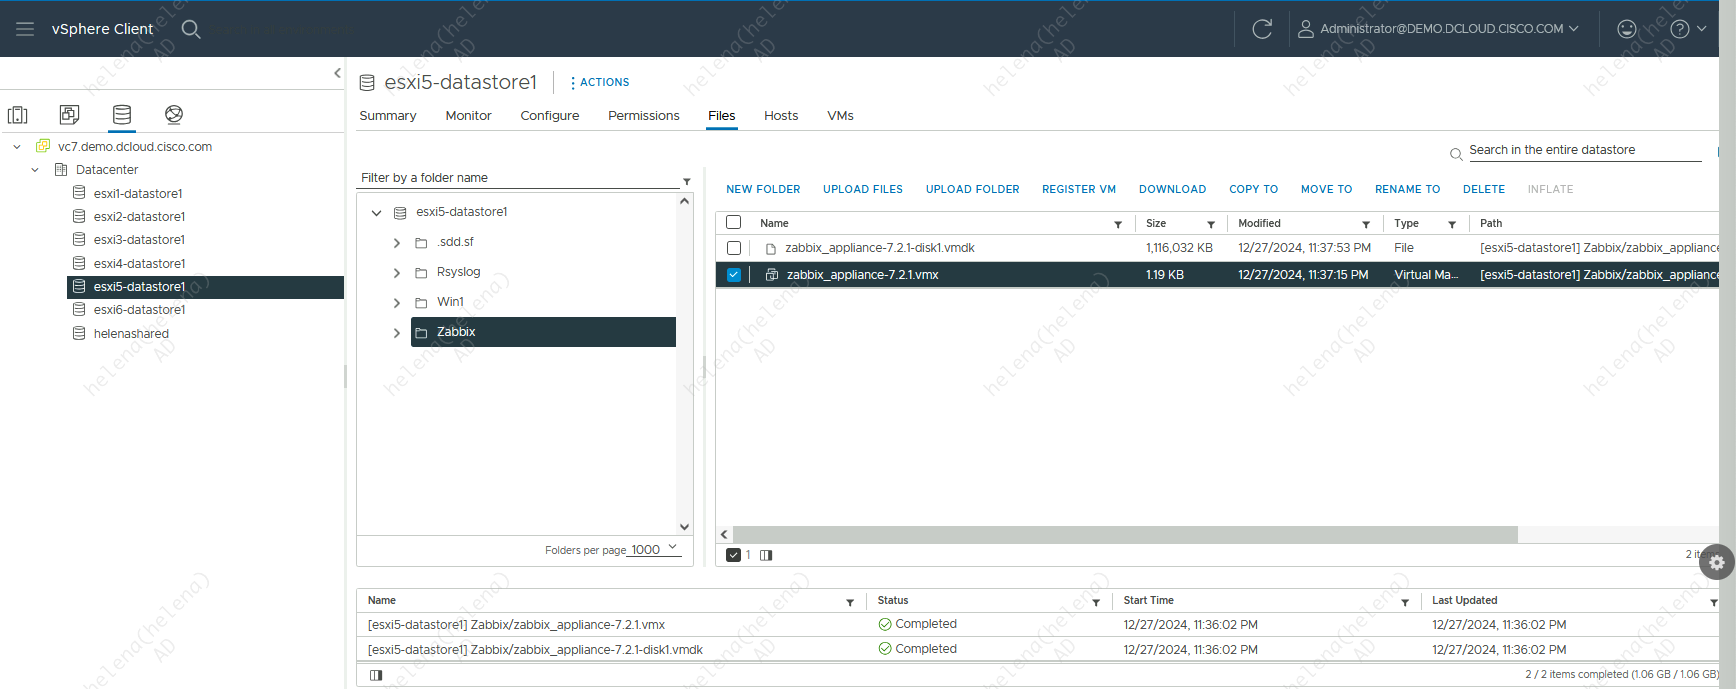 vSphere Client
Administrator@DEMO.DCLOUD.CISCO.COM
esxi5-datastore1
ACTIONS
Summary Monitor Configure Permissions Files Hosts VMs
vc7.demo.dcloud.cisco.com
Datacenter
esxi1-datastore1
esxi2-datastore1
esxi3-datastore1
esxi4-datastore1
esxi5-datastore1
esxi6-datastore1
helenashared
Filter by a folder name
esxi5-datastore1
.sdd.sf
Rsyslog
Win1
Zabbix
Folders per page 1000
Search in the entire datastore
NEW FOLDER UPLOAD FILES UPLOAD FOLDER REGISTER VM DOWNLOAD COPY TO MOVE TO RENAME TO DELETE INFLATE
Name Size Modified Type Path
zabbix_appliance-7.2.1-disk1.vmdk 1,116,032 KB 12/27/2024, 11:37:53 PM File [esxi5-datastore1] Zabbix/zabbix_appliance
zabbix_appliance-7.2.1.vmx 1.19 KB 12/27/2024, 11:37:15 PM Virtual Ma... [esxi5-datastore1] Zabbix/zabbix_appliance
1
2 items
Name Status Start Time Last Updated
[esxi5-datastore1] Zabbix/zabbix_appliance-7.2.1.vmx Completed 12/27/2024, 11:36:02 PM 12/27/2024, 11:36:02 PM
[esxi5-datastore1] Zabbix/zabbix_appliance-7.2.1-disk1.vmdk Completed 12/27/2024, 11:36:02 PM 12/27/2024, 11:36:02 PM
2 / 2 items completed (1.06 GB / 1.06 GB)
helena(helena)
AD